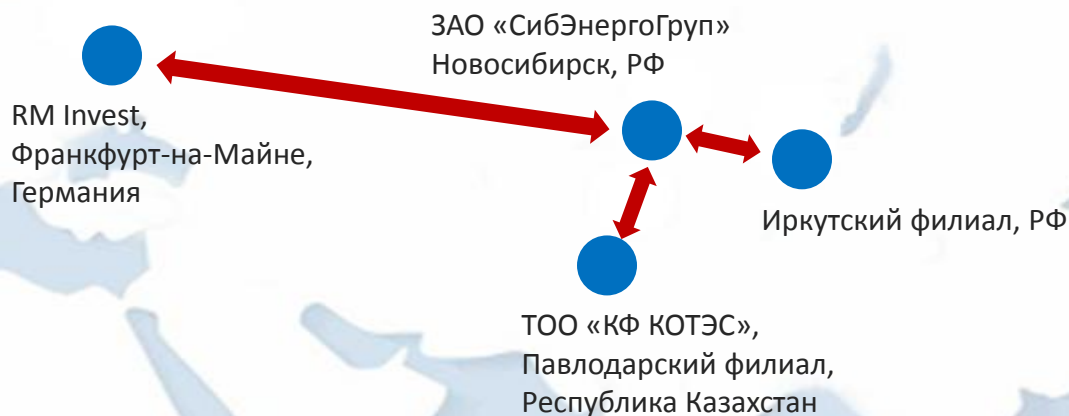 ЗАО «СибЭнергоГруп»
Новосибирск, РФ
RM Invest,
Франкфурт-на-Майне,
Германия
Иркутский филиал, РФ
ТОО «КФ КОТЭС»,
Павлодарский филиал,
Республика Казахстан